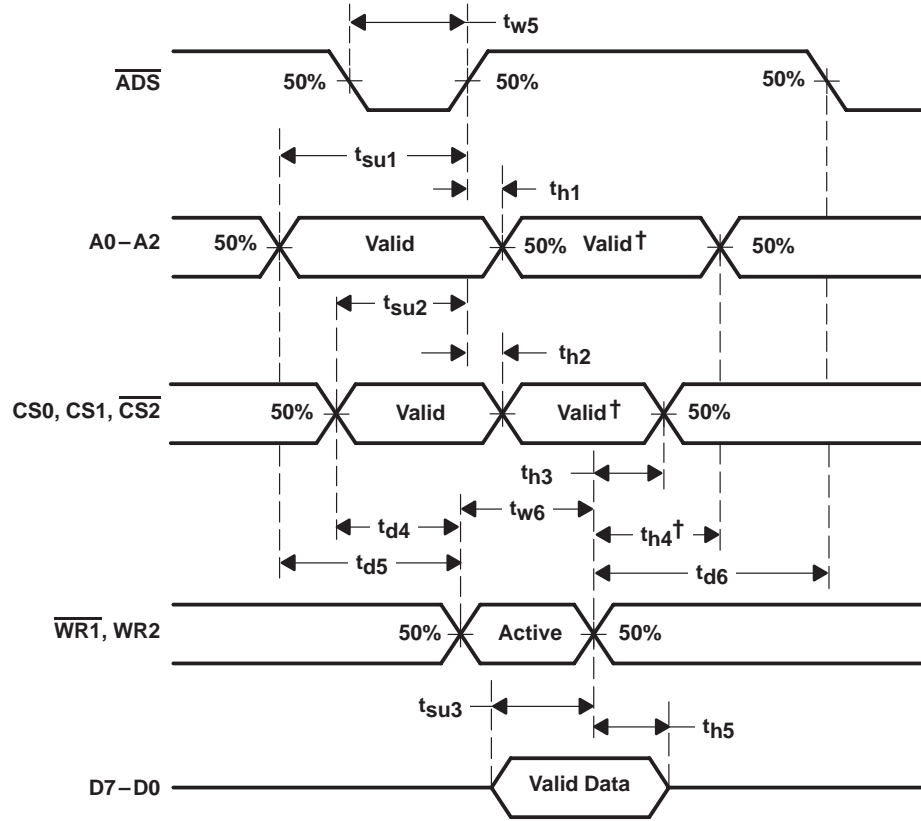 tw5
ADS 50% 50% 50%
tsu1
th1
A0–A2 50% Valid 50% Valid† 50%
tsu2
th2
CS0, CS1, CS2 50% Valid Valid† 50%
th3
tw6
td4 th4†
td5 td6
WR1, WR2 50% Active 50%
tsu3
th5
D7–D0 Valid Data